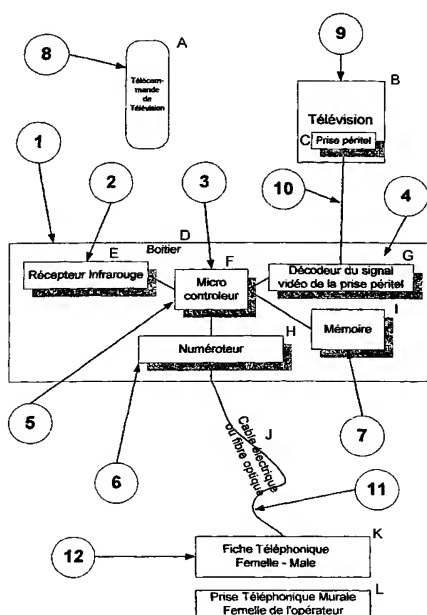 A
8
Télécom-
mande
de
Télévision
9
B
Télévision
C Prise péritel
1
2
3
10
4
D
Boitier
E
Récepteur Infrarouge
F
Micro
controleur
G
Décodeur du signal
vidéo de la prise péritel
I
Mémoire
H
Numéroteur
5
6
7
J
Cable électrique
ou fibre optique
11
K
12
Fiche Téléphonique
Femelle - Male
L
Prise Téléphonique Murale
Femelle de l'opérateur